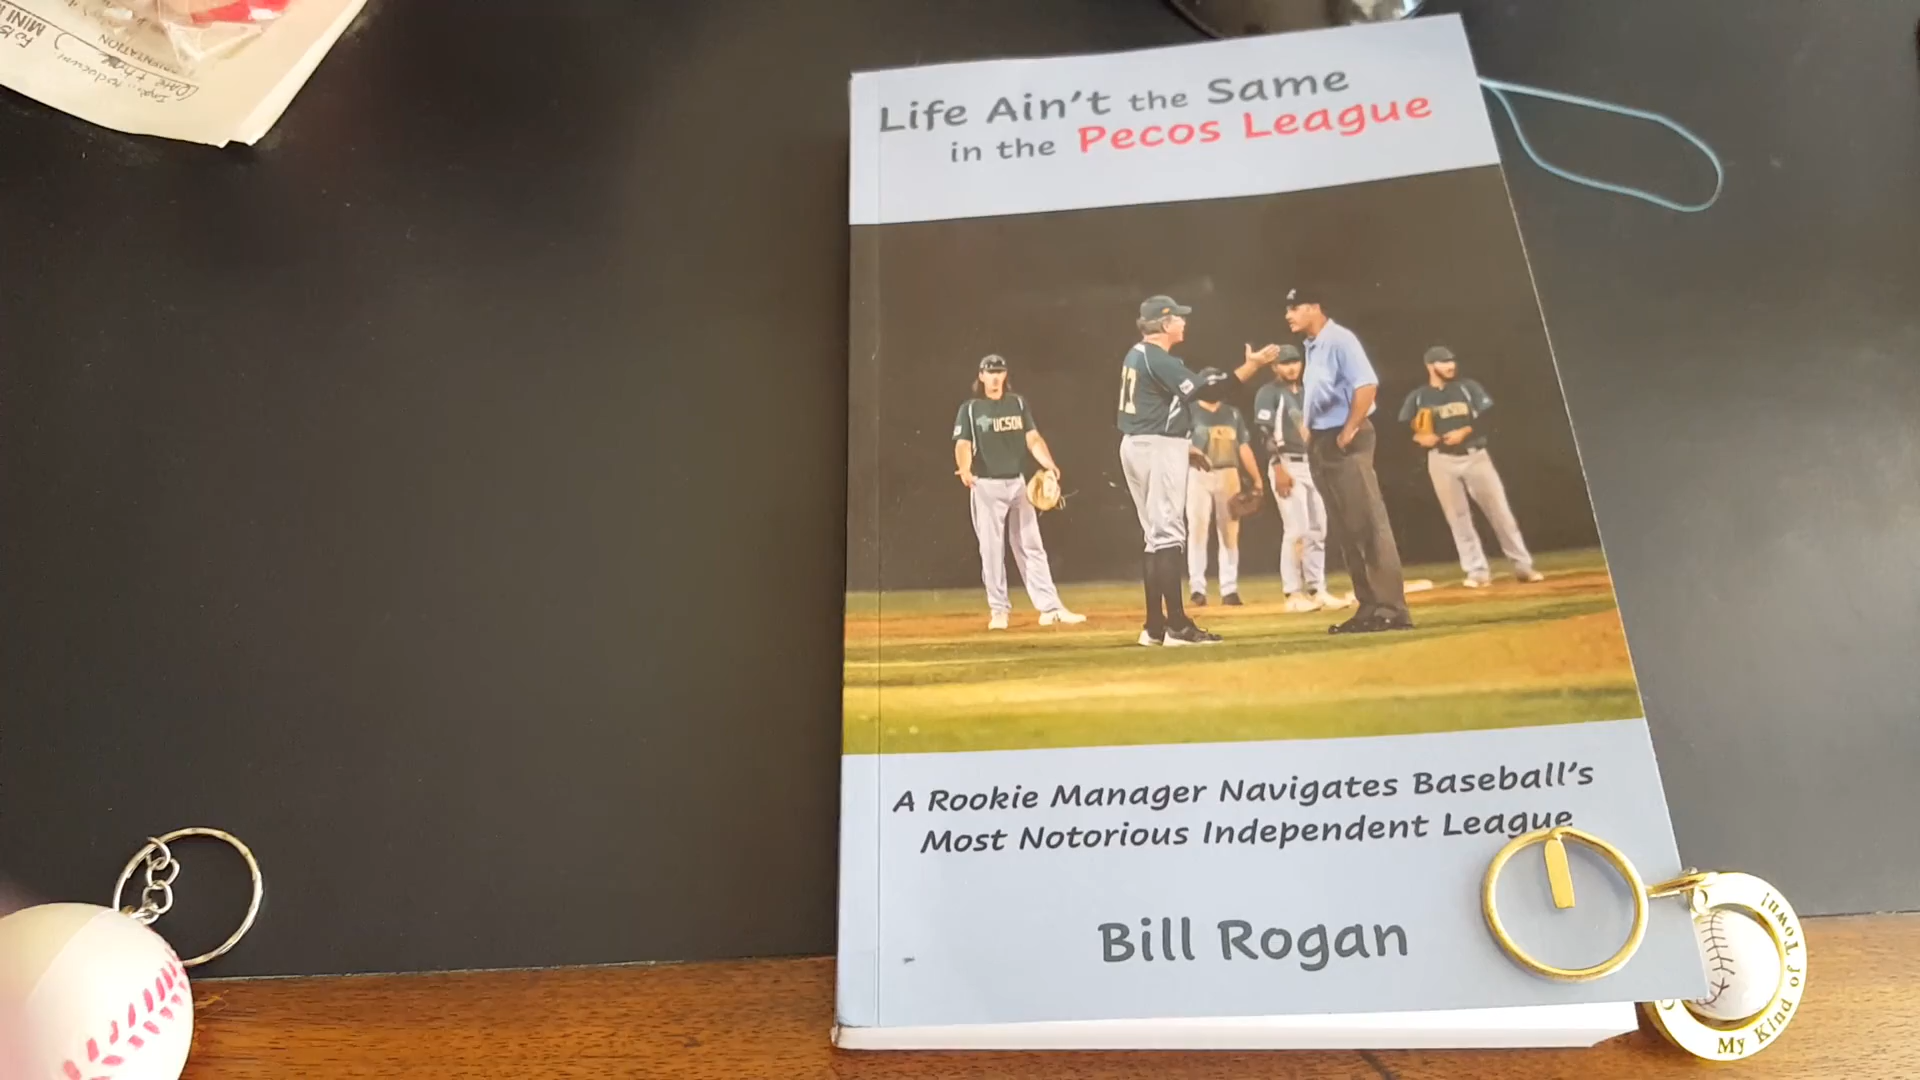 Life Ain't the Same
in the Pecos League
UCSON
A Rookie Manager Navigates Baseball's
Most Notorious Independent League
Bill Rogan
My Kind of Town!
MINI